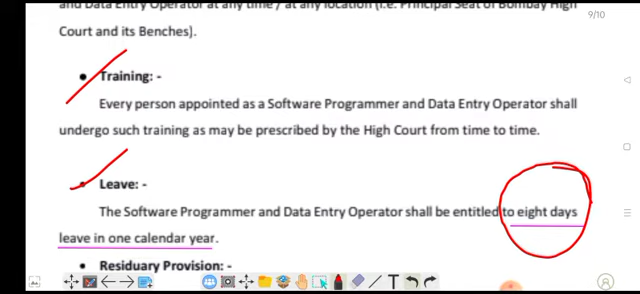 and Data Entry Operator at any time / at any location (i.e. Principal Seat of Bombay High
9/10
Court and its Benches).
• Training: -
Every person appointed as a Software Programmer and Data Entry Operator shall
undergo such training as may be prescribed by the High Court from time to time.
• Leave: -
The Software Programmer and Data Entry Operator shall be entitled to eight days
leave in one calendar year.
• Residuary Provision: -